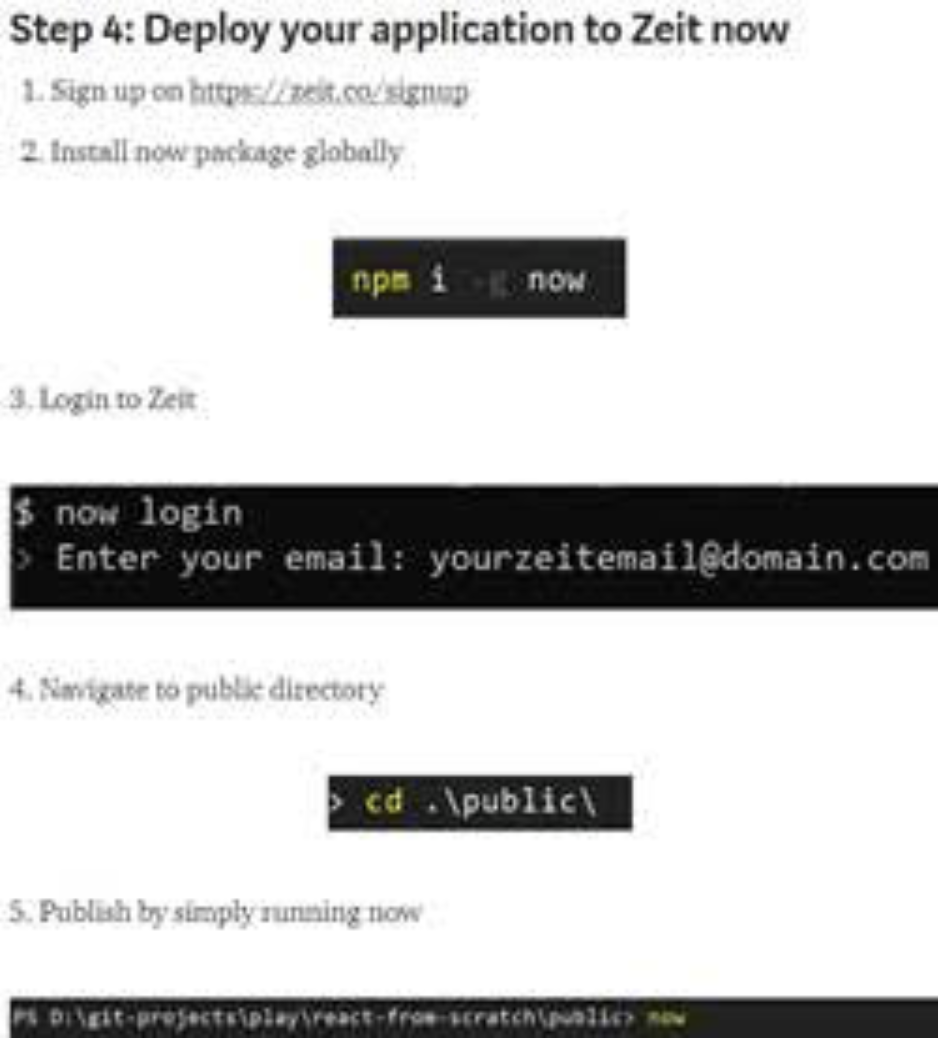 Step 4: Deploy your application to Zeit now
1. Sign up on https://zeit.co/signup
2. Install now package globally
npm i -g now
3. Login to Zeit
$ now login
> Enter your email: yourzeitemail@domain.com
4. Navigate to public directory
> cd .\public\
5. Publish by simply running now
PS D:\git-projects\play\react-from-scratch\public> now